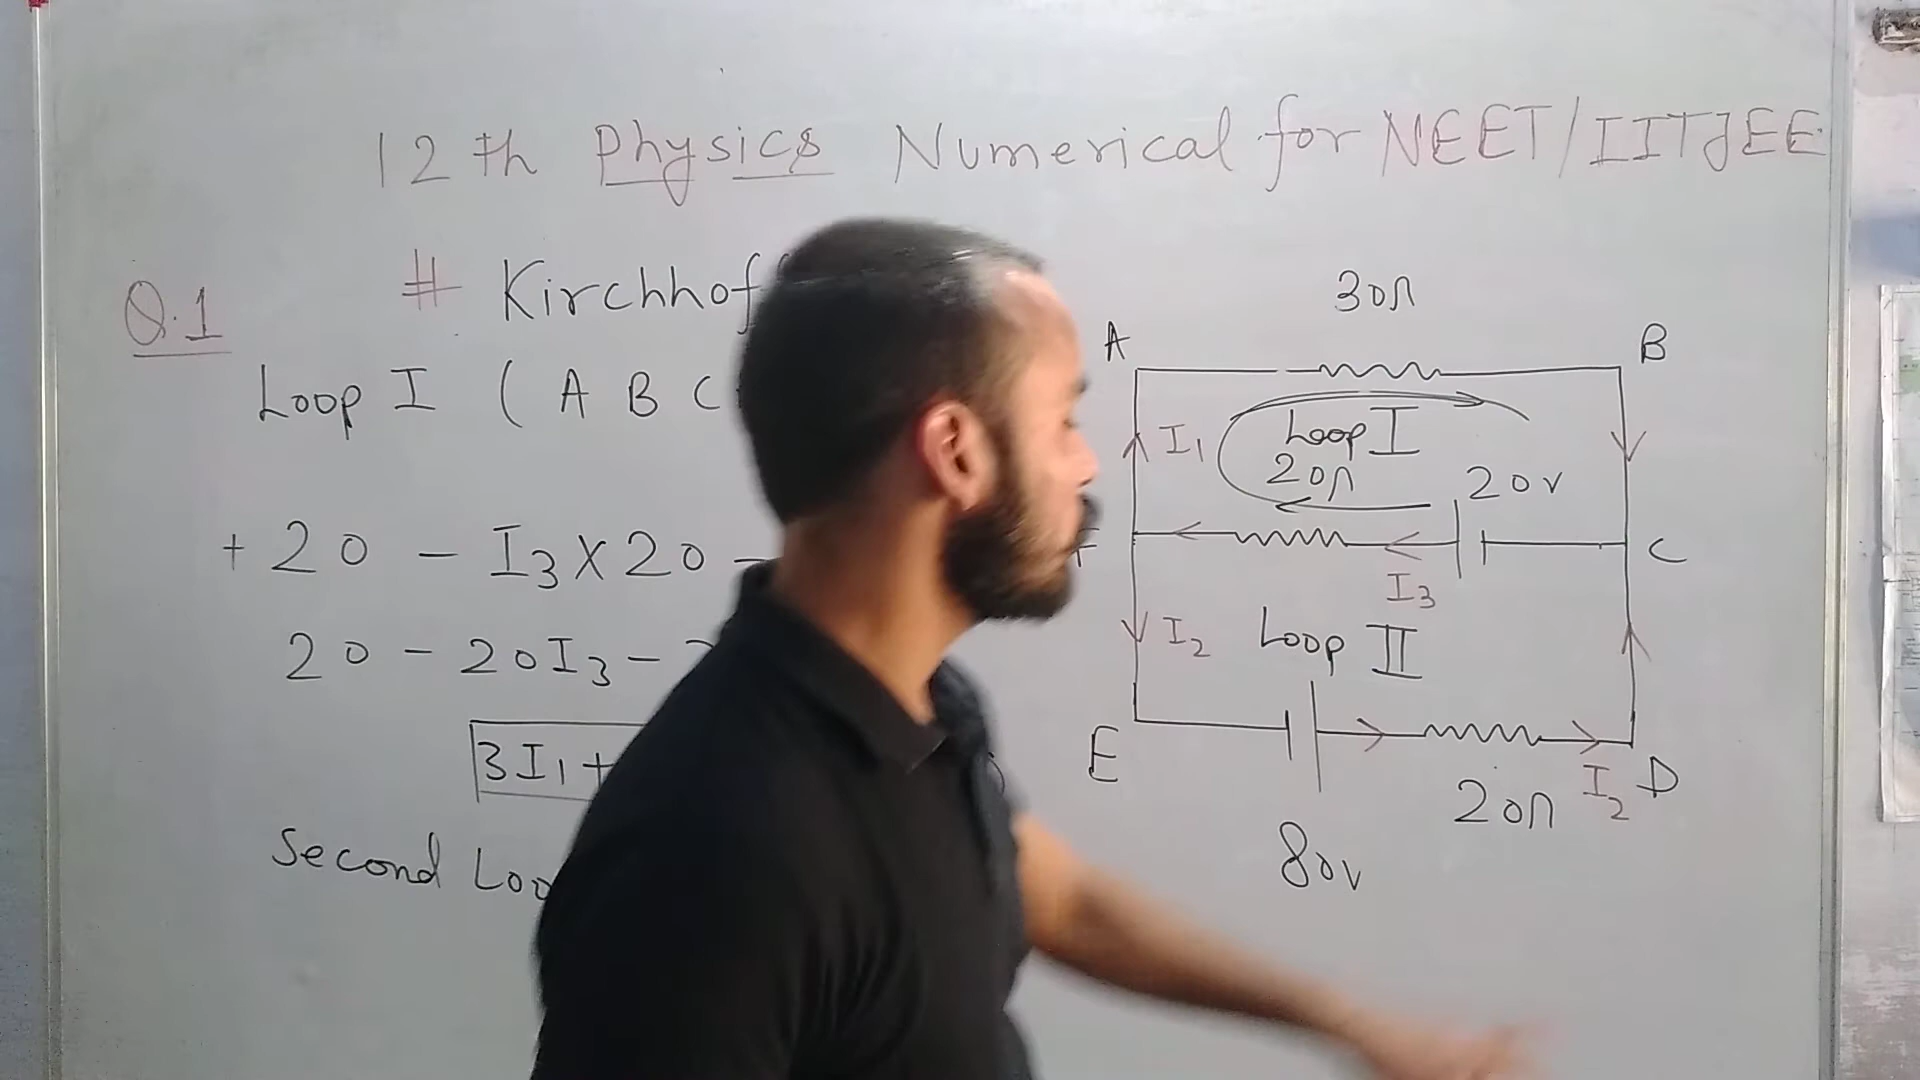 12th Physics Numerical for NEET/IITJEE
# Kirchhof
Q.1
Loop I ( A B C
+ 20 - I₃×20 -
20 - 20I₃ -
3I₁+
Second Loo
30Ω
A
B
I₁
Loop I
20Ω
20v
C
I₃
I₂
Loop II
E
I₂
D
20Ω
80v